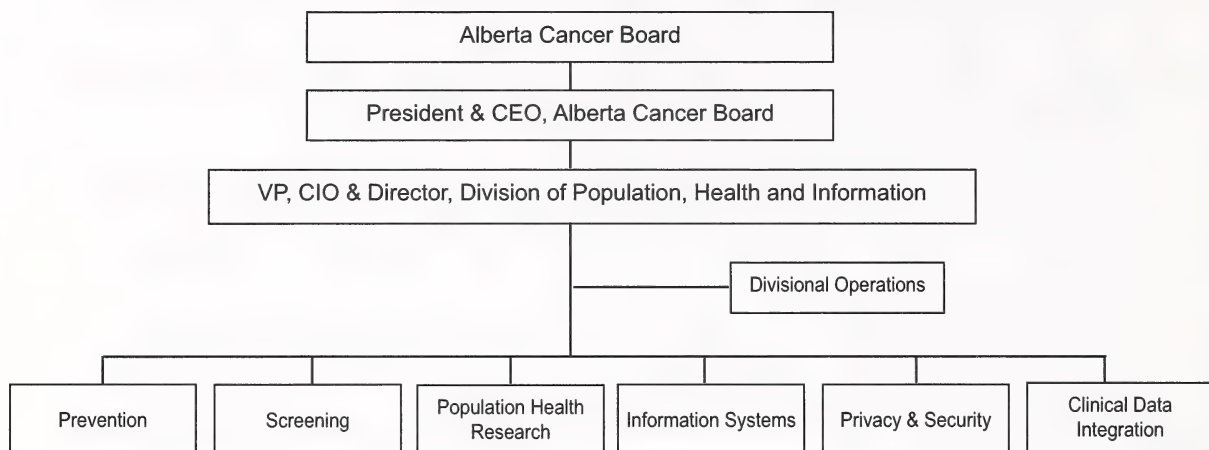 Alberta Cancer Board
President & CEO, Alberta Cancer Board
VP, CIO & Director, Division of Population, Health and Information
Divisional Operations
Prevention
Screening
Population Health
Research
Information Systems
Privacy & Security
Clinical Data
Integration